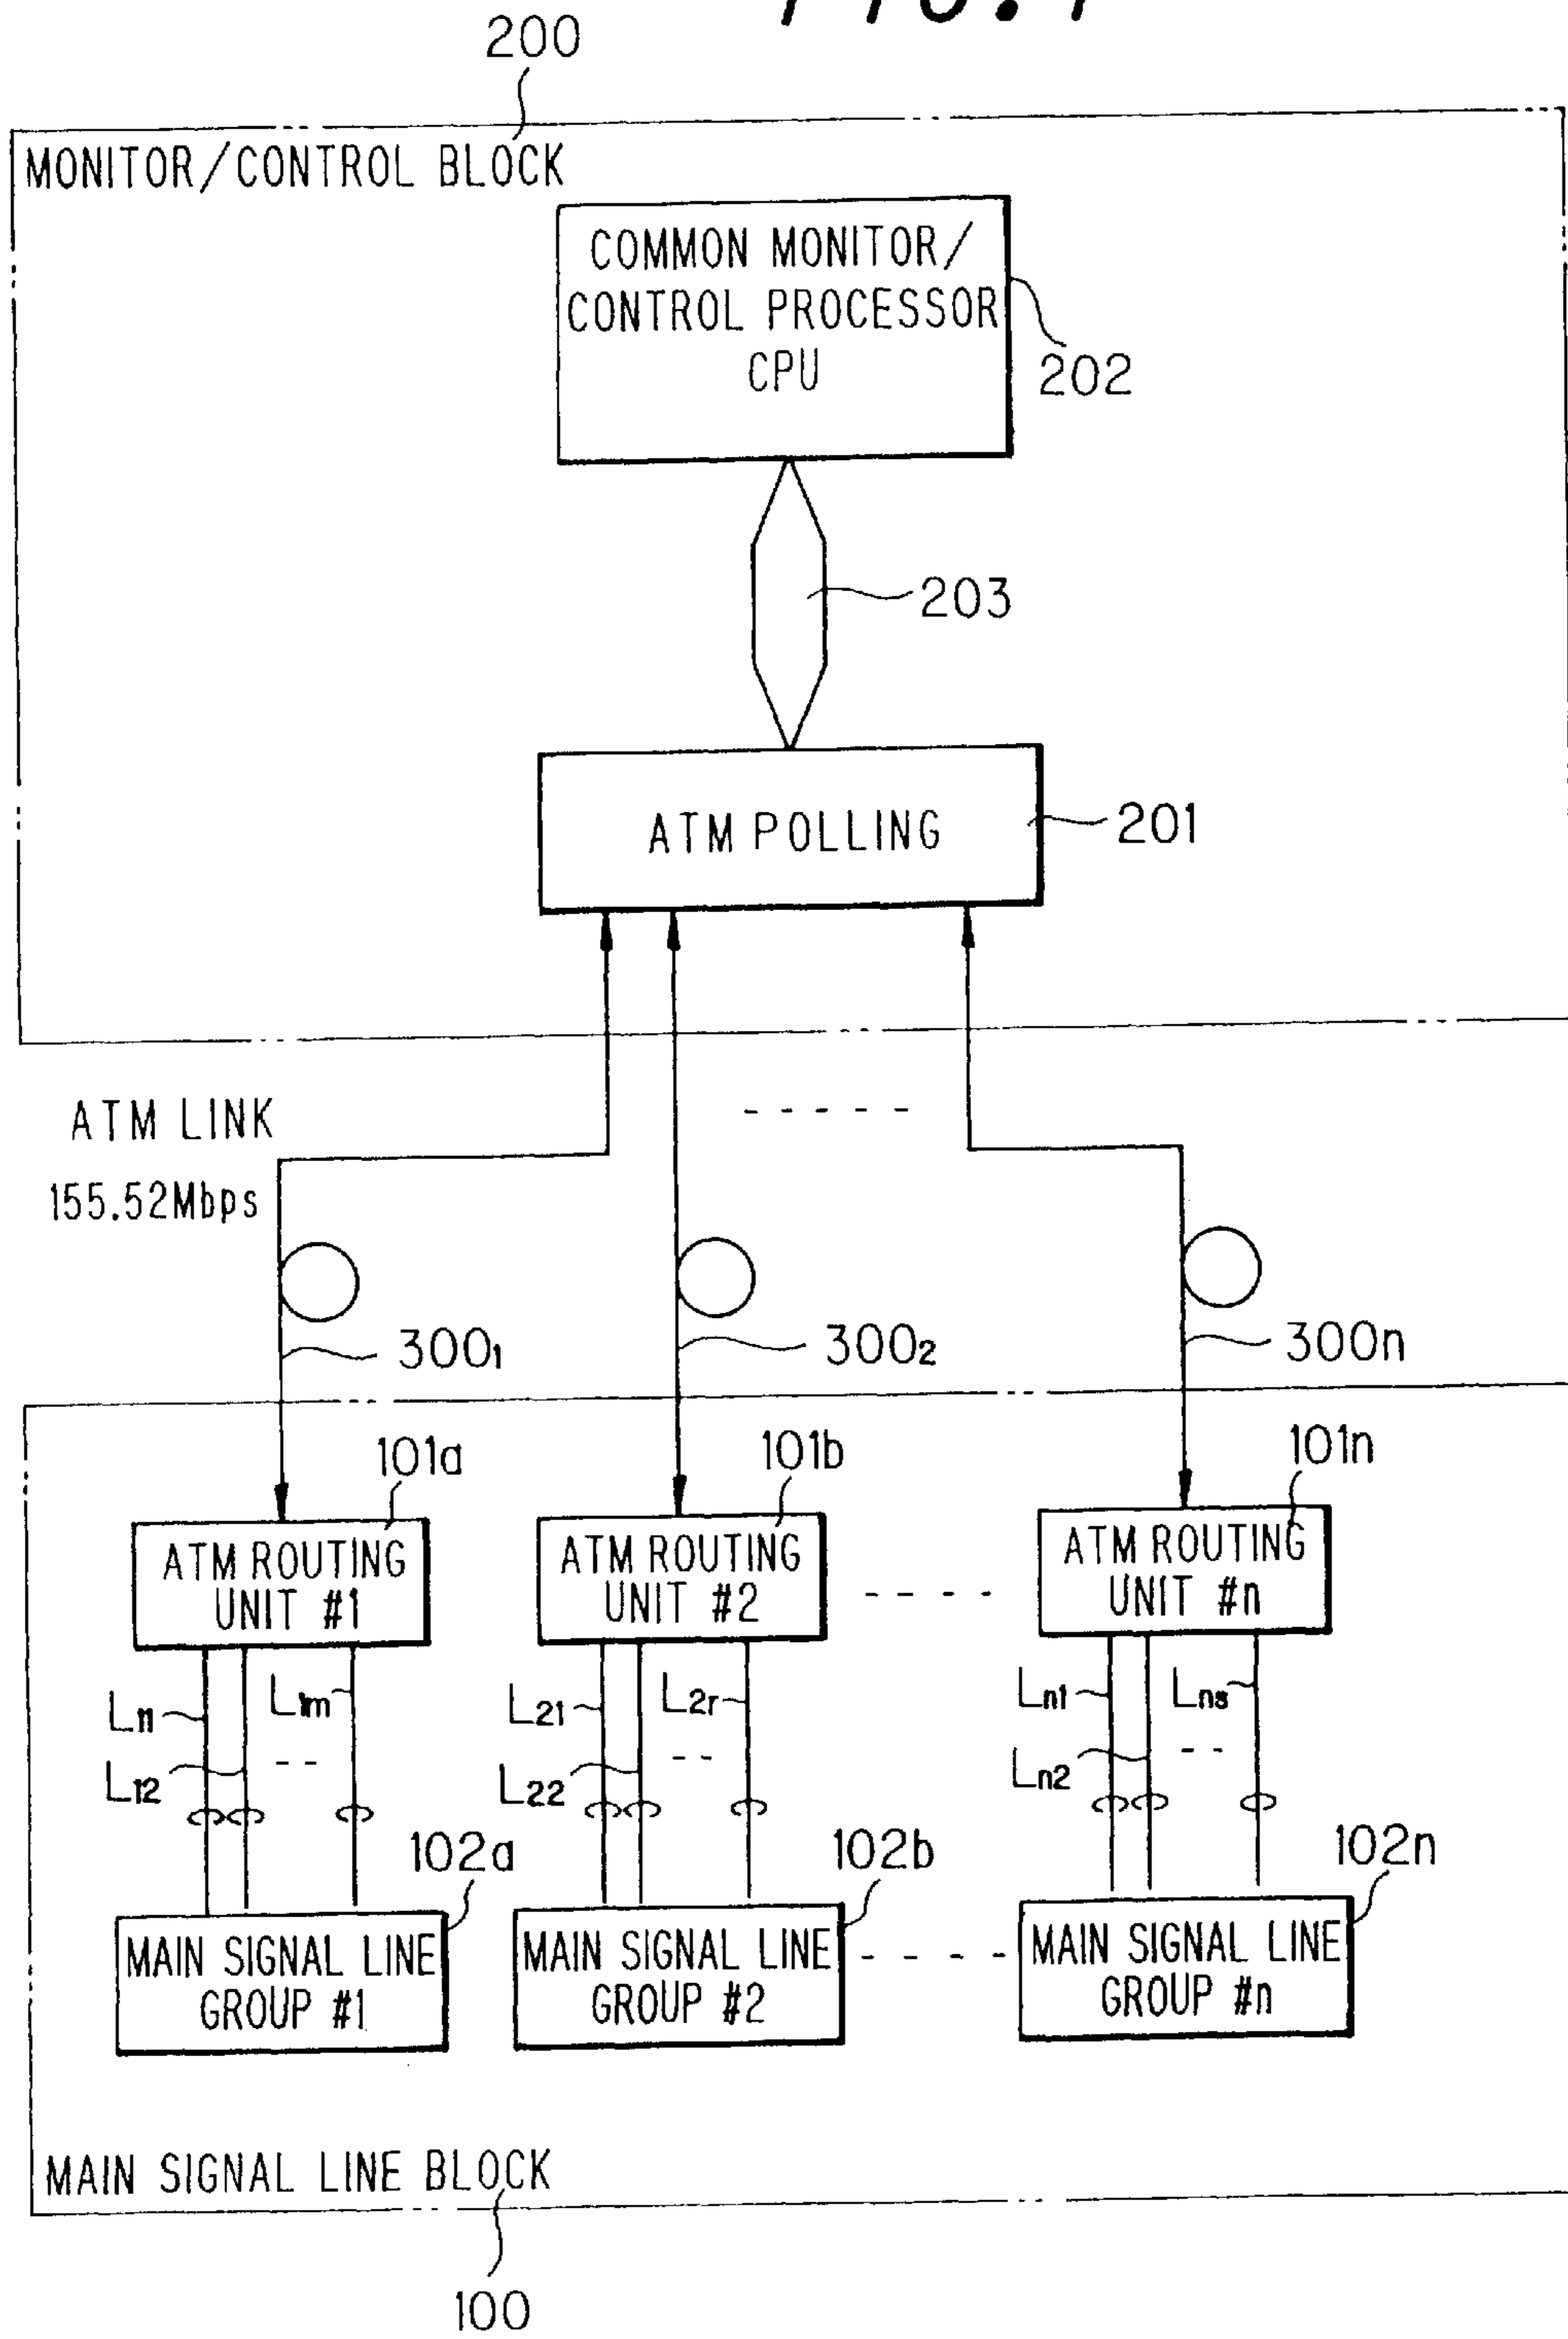 200
MONITOR/CONTROL BLOCK
COMMON MONITOR/
CONTROL PROCESSOR
CPU
202
203
ATM POLLING
201
ATM LINK
155.52Mbps
300₁
300₂
300n
101a
101b
101n
ATM ROUTING
UNIT #1
ATM ROUTING
UNIT #2
ATM ROUTING
UNIT #n
L11
L1m
L21
L2r
Ln1
Lns
L12
L22
Ln2
102a
102b
102n
MAIN SIGNAL LINE
GROUP #1
MAIN SIGNAL LINE
GROUP #2
MAIN SIGNAL LINE
GROUP #n
MAIN SIGNAL LINE BLOCK
100